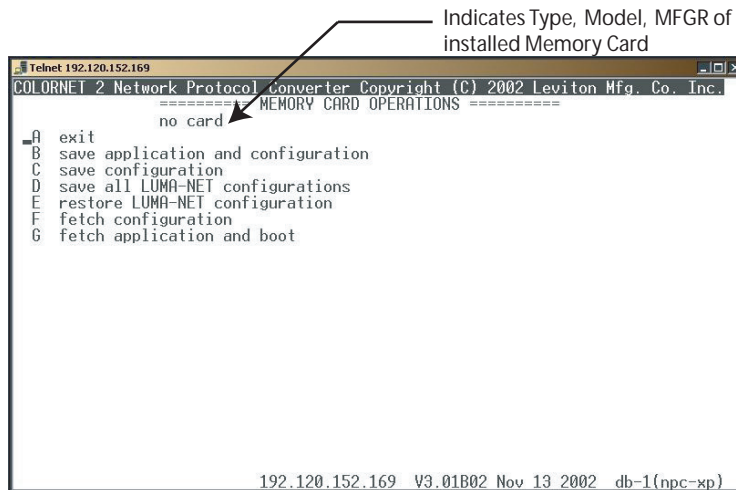 Indicates Type, Model, MFGR of
installed Memory Card
Telnet 192.120.152.169
COLORNET 2 Network Protocol Converter Copyright (C) 2002 Leviton Mfg. Co. Inc.
========== MEMORY CARD OPERATIONS ==========
no card
A exit
B save application and configuration
C save configuration
D save all LUMA-NET configurations
E restore LUMA-NET configuration
F fetch configuration
G fetch application and boot
192.120.152.169 V3.01B02 Nov 13 2002 db-1(npc-xp)